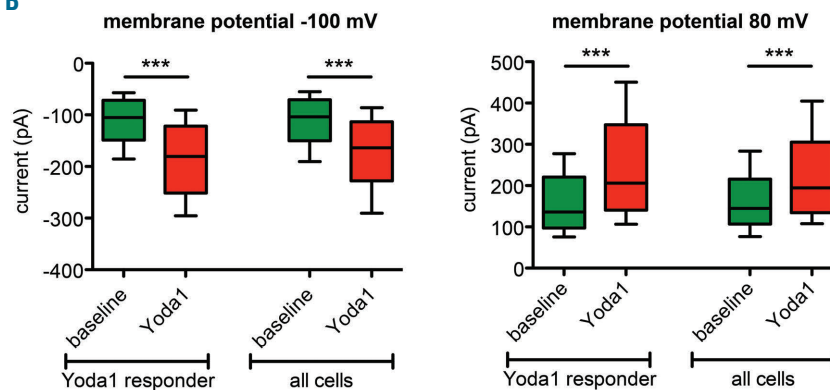 B
membrane potential -100 mV
current (pA)
0
-100
-200
-300
-400
***
***
baseline
Yoda1
baseline
Yoda1
Yoda1 responder
all cells
membrane potential 80 mV
current (pA)
500
400
300
200
100
0
***
***
baseline
Yoda1
baseline
Yoda1
Yoda1 responder
all cells